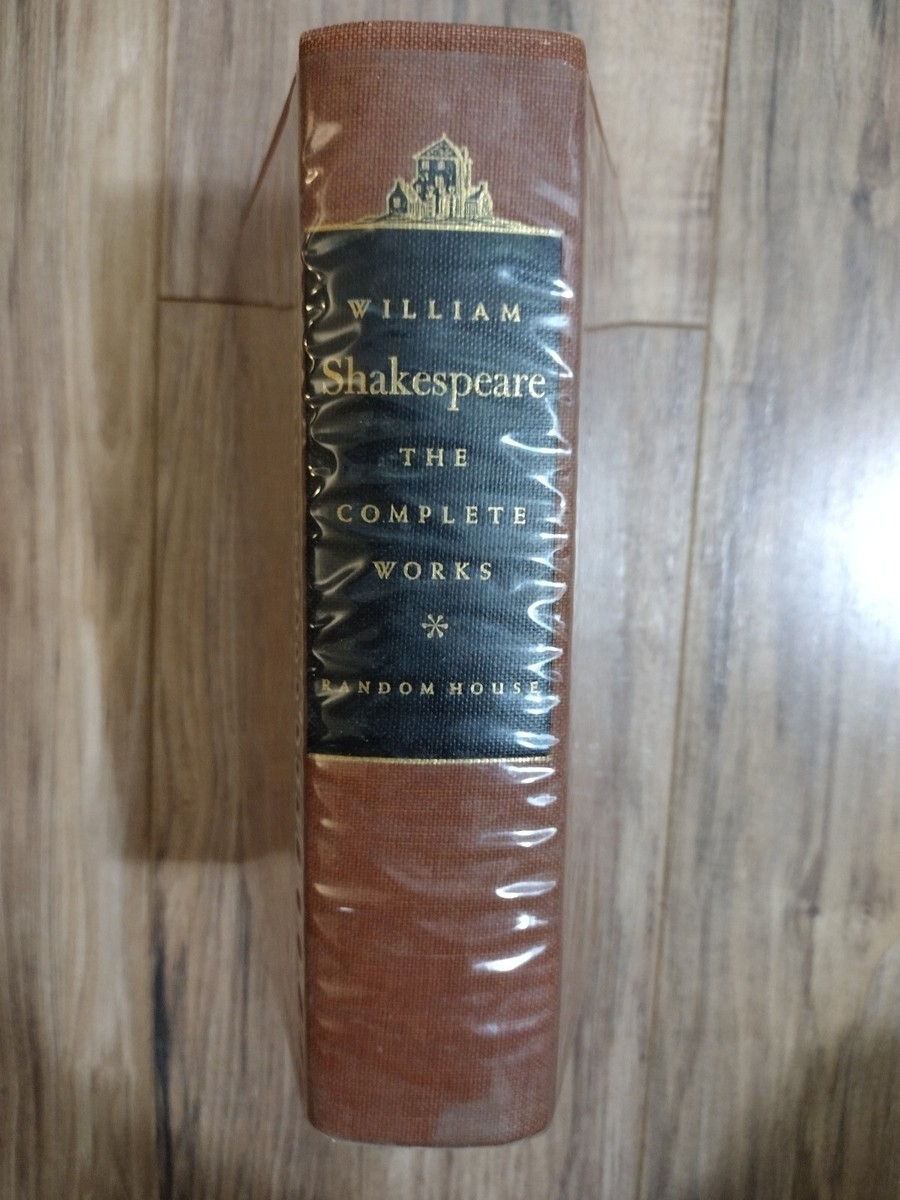 WILLIAM
Shakespeare
THE
COMPLETE
WORKS
*
RANDOM HOUSE